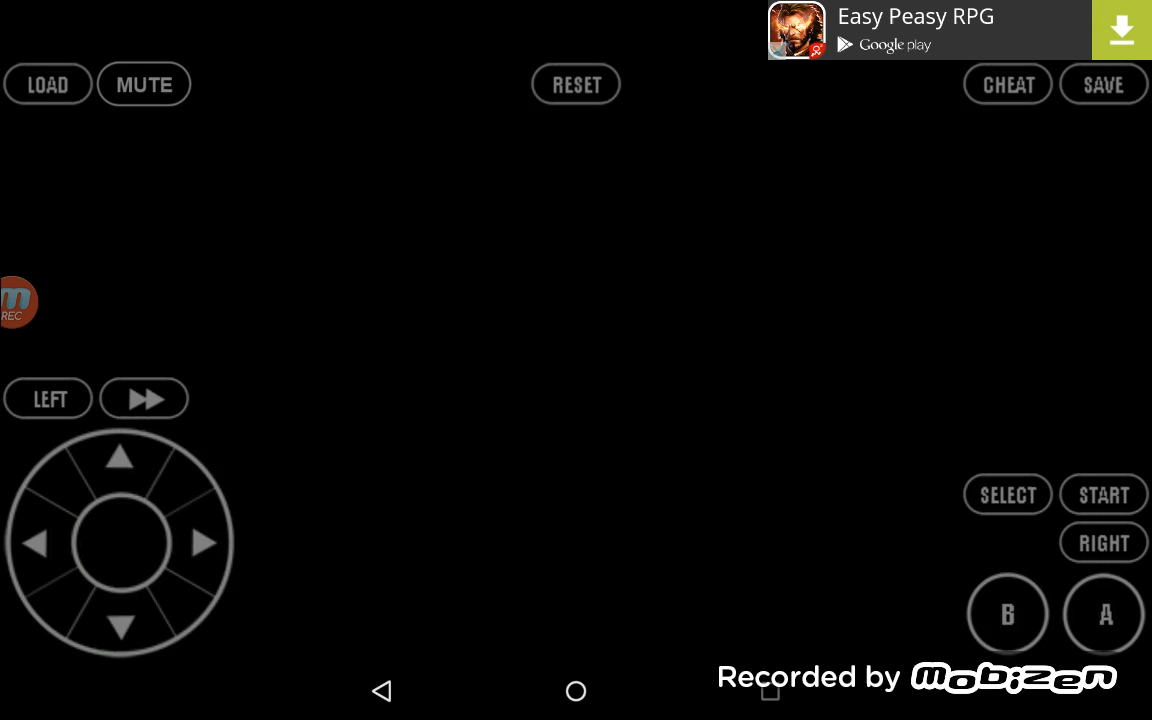 Easy Peasy RPG
Google play
LOAD
MUTE
RESET
CHEAT
SAVE
m
REC
LEFT
SELECT
START
RIGHT
B
A
Recorded by mobizen